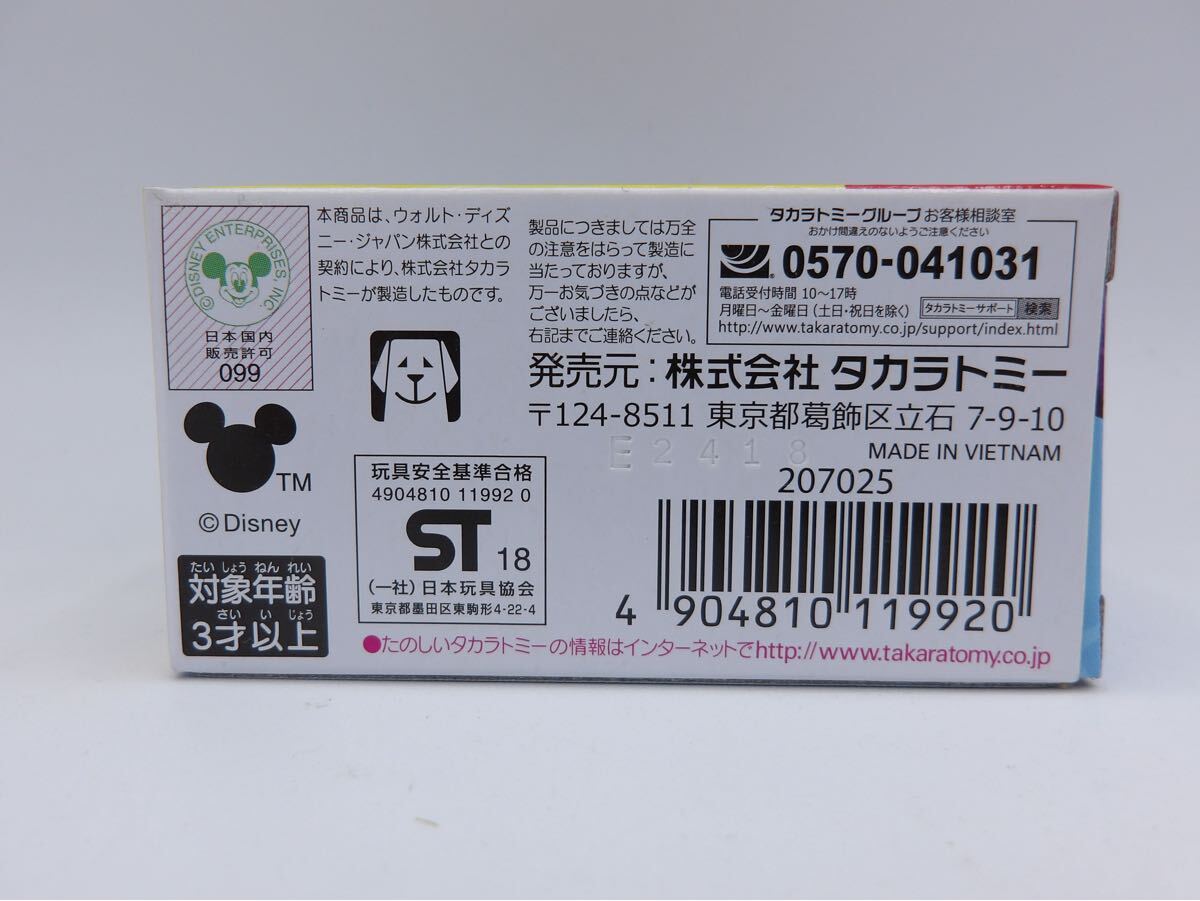 ©DISNEY ENTERPRISES, INC.
日本国内
販売許可
099
本商品は、ウォルト・ディズ
ニー・ジャパン株式会社との
契約により、株式会社タカラ
トミーが製造したものです。
TM
©Disney
たい しょう ねん れい
対象年齢
さい い じょう
3才以上
玩具安全基準合格
4904810 11992 0
ST 18
(一社)日本玩具協会
東京都墨田区東駒形4-22-4
製品につきましては万全
の注意をはらって製造に
当たっておりますが、
万一お気づきの点などが
ございましたら、
右記までご連絡ください。
タカラトミーグループ お客様相談室
おかけ間違えのないようご注意ください
0570-041031
電話受付時間 10〜17時
月曜日〜金曜日(土日・祝日を除く) タカラトミーサポート 検索
http://www.takaratomy.co.jp/support/index.html
発売元:株式会社 タカラトミー
〒124-8511 東京都葛飾区立石 7-9-10
E2418
MADE IN VIETNAM
207025
4 904810 119920
●たのしいタカラトミーの情報はインターネットでhttp://www.takaratomy.co.jp